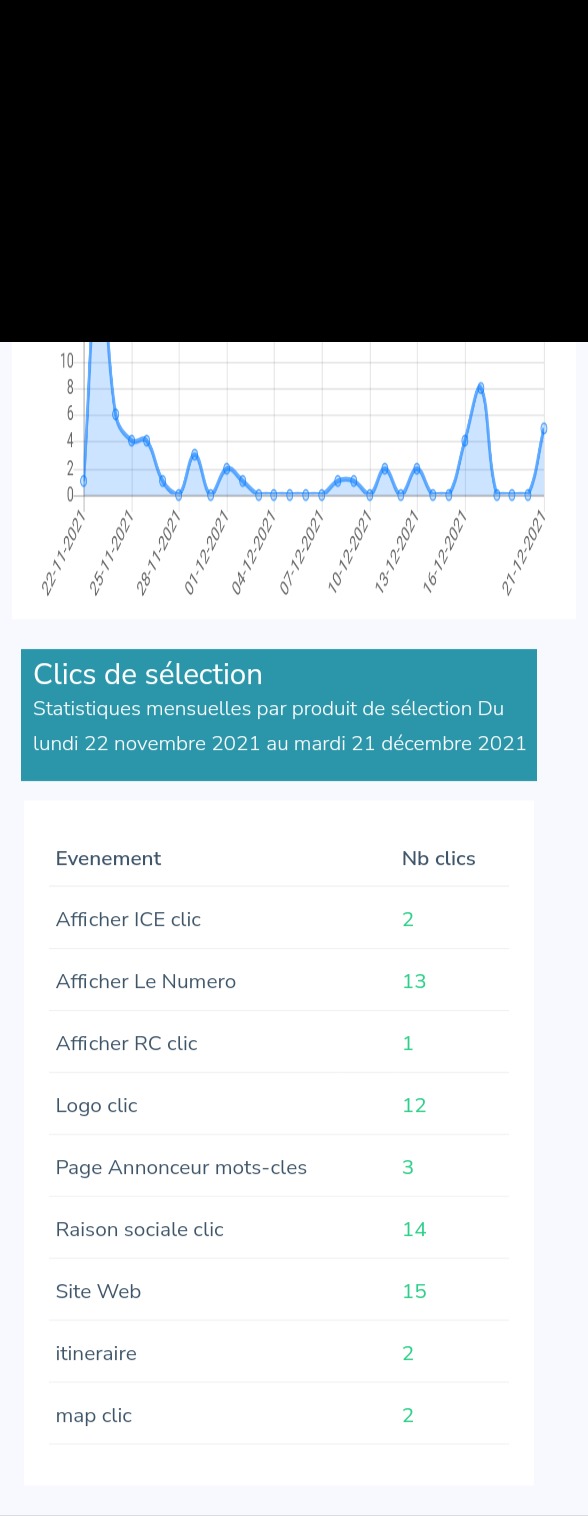 10
8
6
4
2
0
22-11-2021
25-11-2021
28-11-2021
01-12-2021
04-12-2021
07-12-2021
10-12-2021
13-12-2021
16-12-2021
21-12-2021
Clics de sélection
Statistiques mensuelles par produit de sélection Du
lundi 22 novembre 2021 au mardi 21 décembre 2021
Evenement Nb clics
Afficher ICE clic 2
Afficher Le Numero 13
Afficher RC clic 1
Logo clic 12
Page Annonceur mots-cles 3
Raison sociale clic 14
Site Web 15
itineraire 2
map clic 2